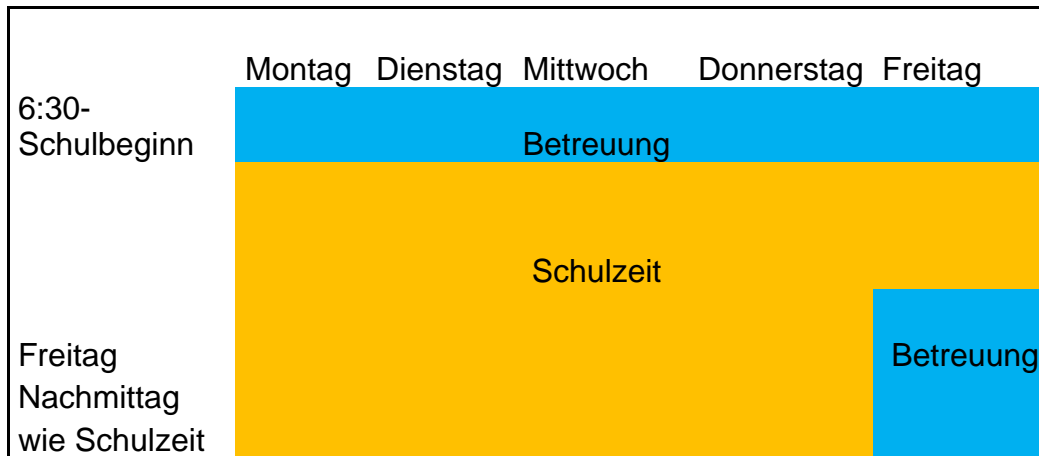 Montag Dienstag Mittwoch Donnerstag Freitag
6:30-
Schulbeginn Betreuung
Schulzeit
Freitag Betreuung
Nachmittag
wie Schulzeit